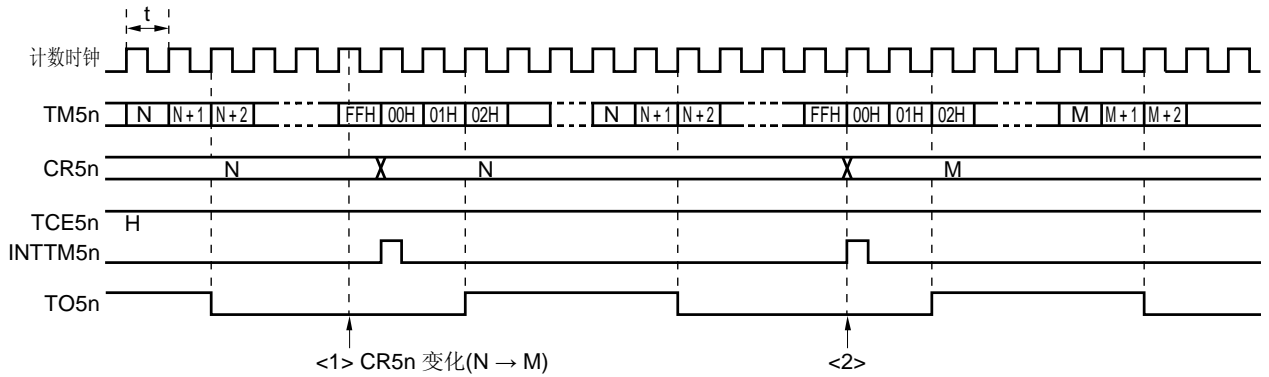 t
计数时钟
TM5n N N + 1 N + 2 FFH 00H 01H 02H N N + 1 N + 2 FFH 00H 01H 02H M M + 1 M + 2
CR5n N N M
TCE5n H
INTTM5n
TO5n
<1> CR5n 变化(N → M) <2>